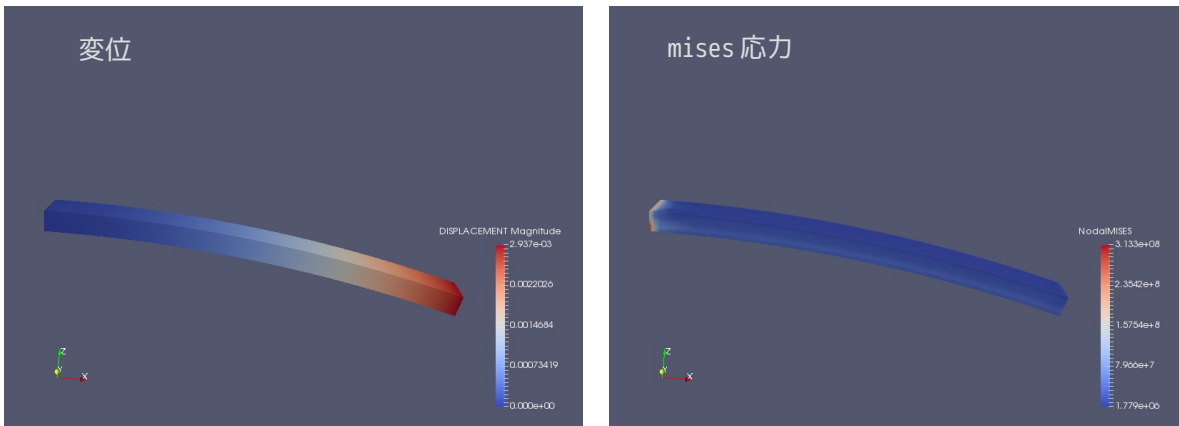 変位
DISPLACEMENT Magnitude
2.937e-03
0.0022026
0.0014684
0.00073419
0.000e+00
Z
Y
X
mises 応力
NodalMISES
3.133e+08
2.3542e+8
1.5754e+8
7.966e+7
1.779e+06
Z
Y
X